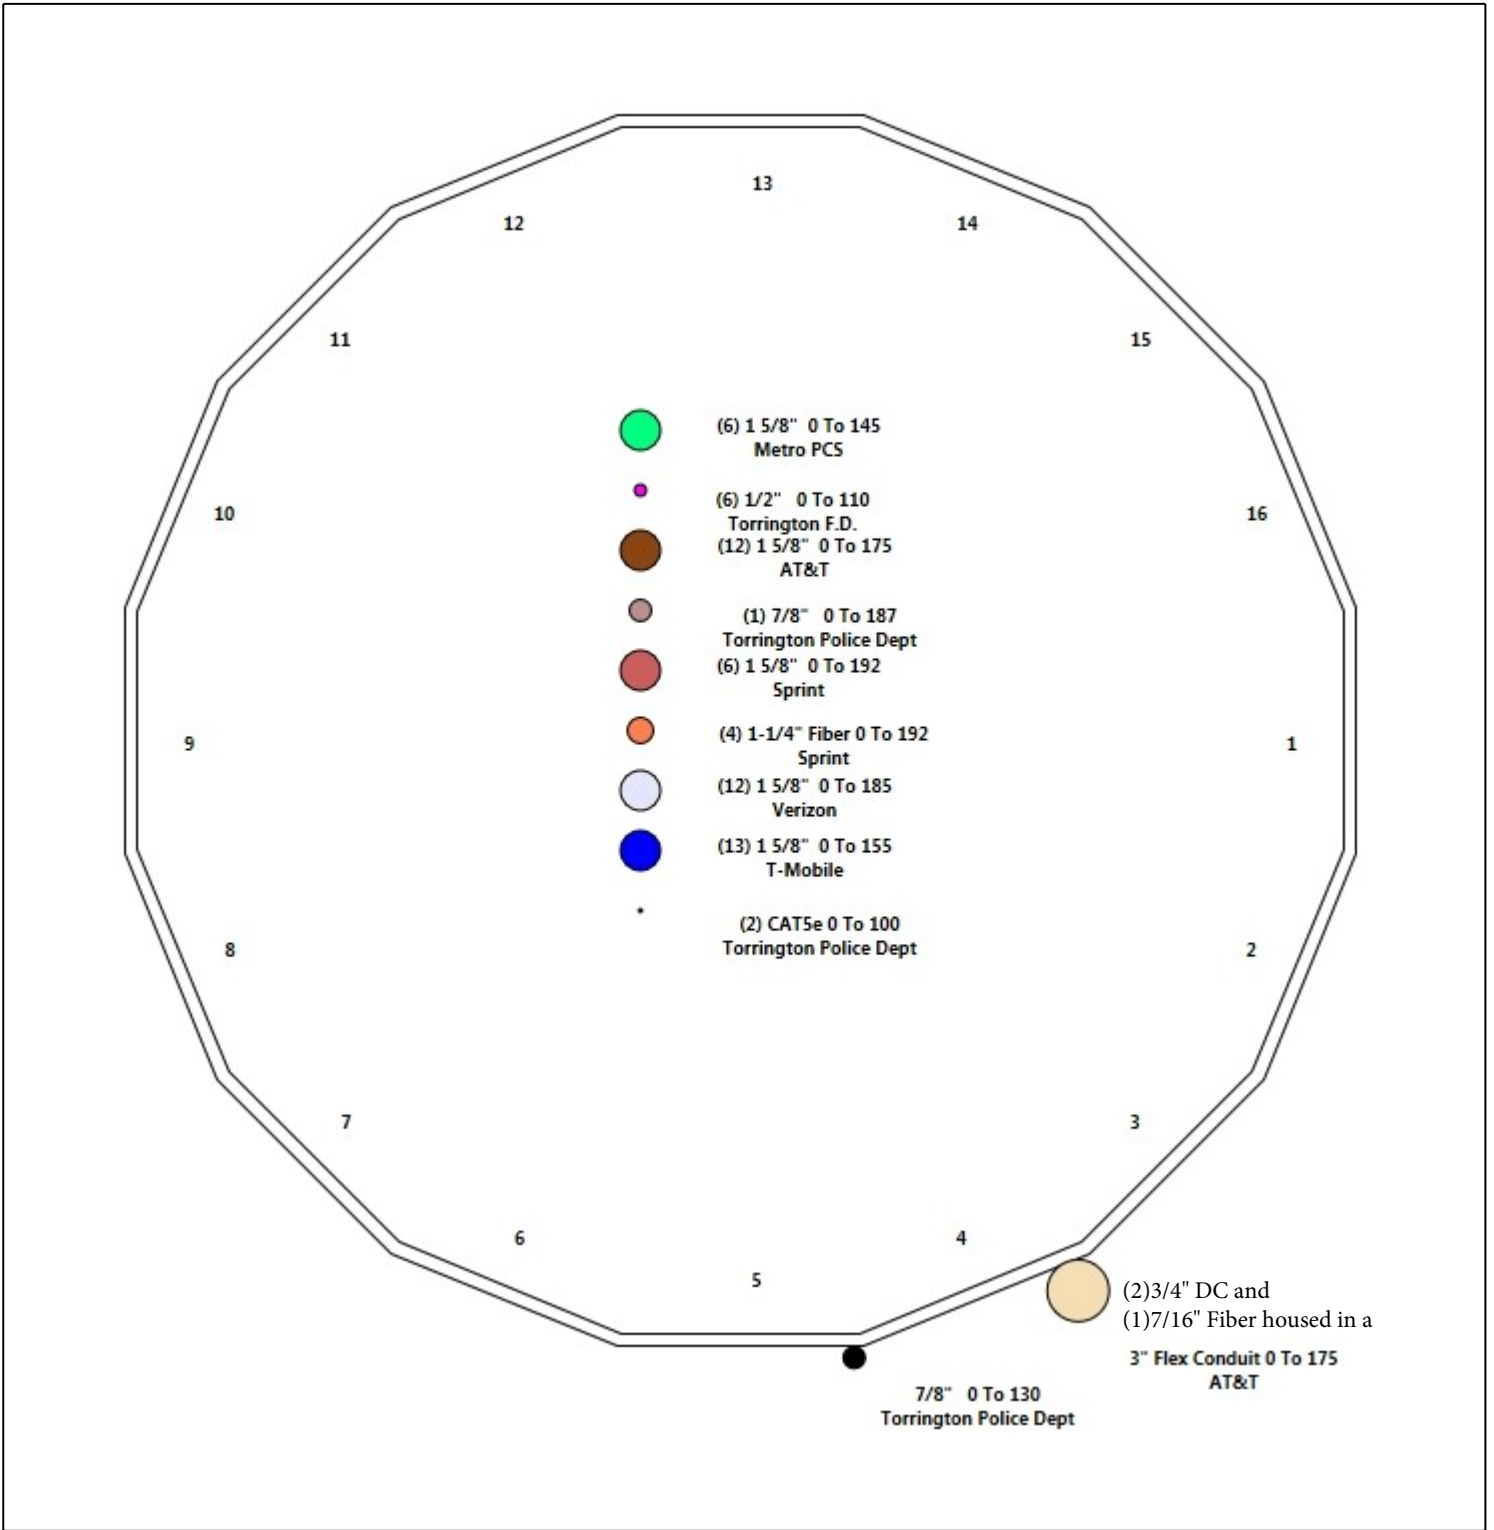 13
12
14
11
15
10
16
(6) 1 5/8" 0 To 145
Metro PCS
(6) 1/2" 0 To 110
Torrington F.D.
(12) 1 5/8" 0 To 175
AT&T
(1) 7/8" 0 To 187
Torrington Police Dept
(6) 1 5/8" 0 To 192
Sprint
(4) 1-1/4" Fiber 0 To 192
Sprint
(12) 1 5/8" 0 To 185
Verizon
(13) 1 5/8" 0 To 155
T-Mobile
(2) CAT5e 0 To 100
Torrington Police Dept
9
1
8
2
7
3
6
4
5
(2)3/4" DC and
(1)7/16" Fiber housed in a
3" Flex Conduit 0 To 175
AT&T
7/8" 0 To 130
Torrington Police Dept